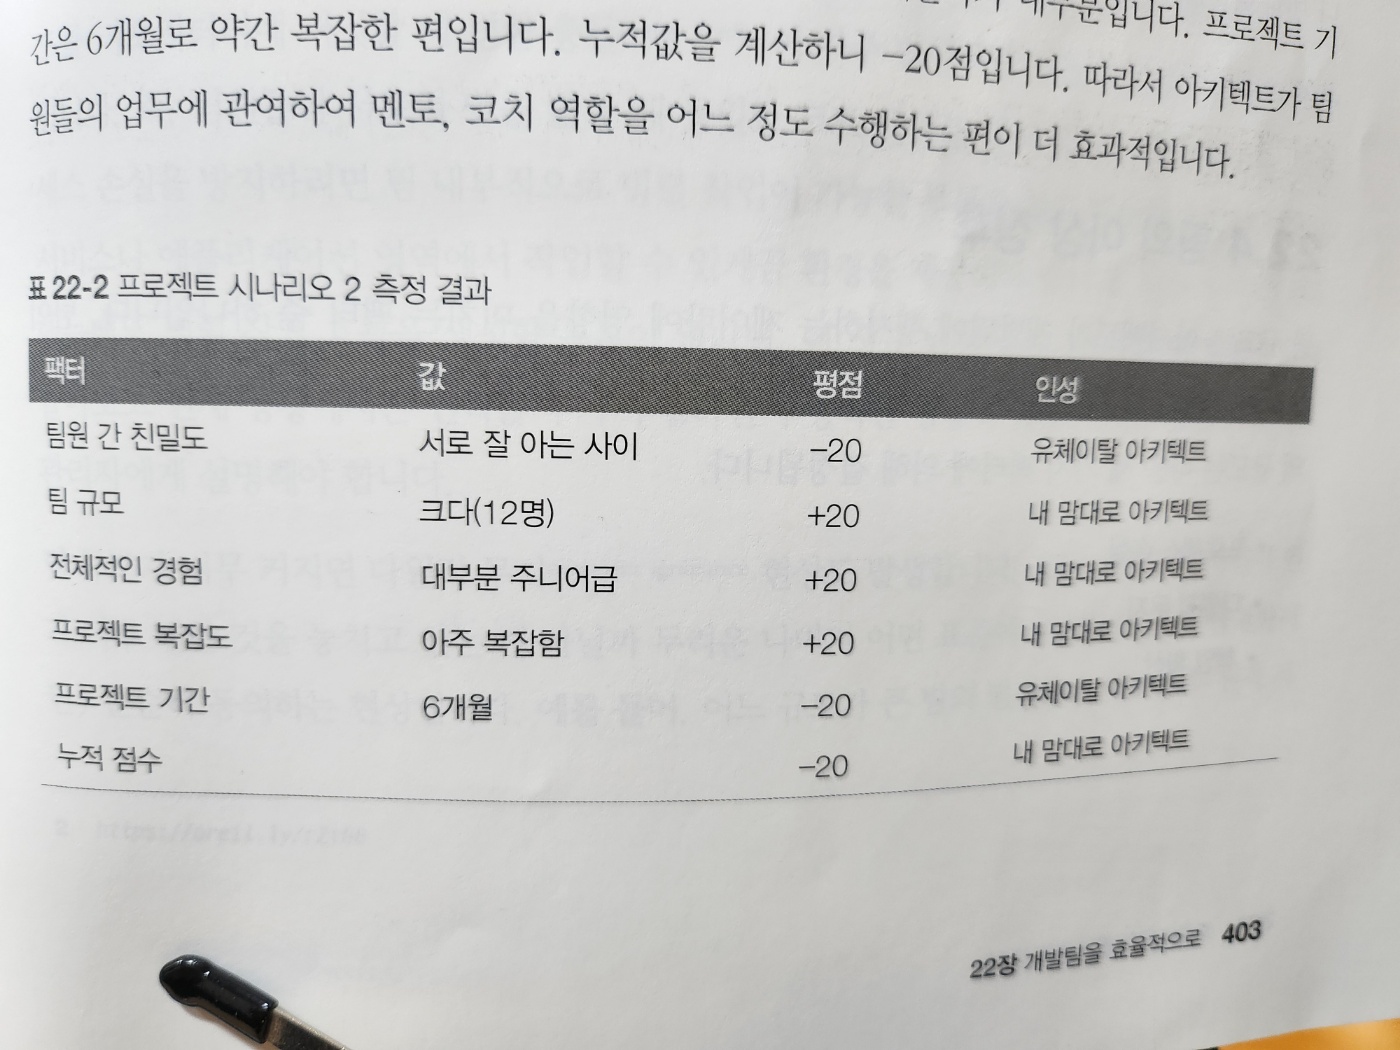 대부분입니다. 프로젝트 기
간은 6개월로 약간 복잡한 편입니다. 누적값을 계산하니 –20점입니다. 따라서 아키텍트가 팀
원들의 업무에 관여하여 멘토, 코치 역할을 어느 정도 수행하는 편이 더 효과적입니다.
표 22-2 프로젝트 시나리오 2 측정 결과
팩터 값 평점 인성
팀원 간 친밀도 서로 잘 아는 사이 –20 유체이탈 아키텍트
팀 규모 크다(12명) +20 내 맘대로 아키텍트
전체적인 경험 대부분 주니어급 +20 내 맘대로 아키텍트
프로젝트 복잡도 아주 복잡함 +20 내 맘대로 아키텍트
프로젝트 기간 6개월 –20 유체이탈 아키텍트
누적 점수 –20 내 맘대로 아키텍트
22장 개발팀을 효율적으로 403